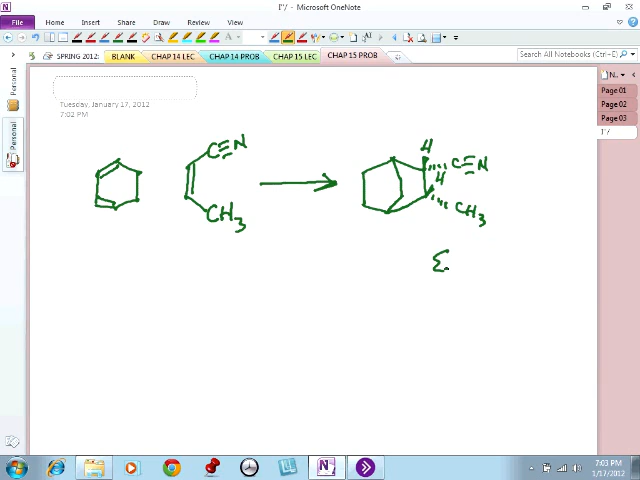 I"/ - Microsoft OneNote
File Home Insert Share Draw Review View
SPRING 2012: BLANK CHAP 14 LEC CHAP 14 PROB CHAP 15 LEC CHAP 15 PROB
Search All Notebooks (Ctrl+E)
Personal
Personal
N..
Page 01
Page 02
Page 03
I"/
Tuesday, January 17, 2012
7:02 PM
C≡N
CH3
H
C≡N
H
CH3
Σ
7:03 PM
1/17/2012